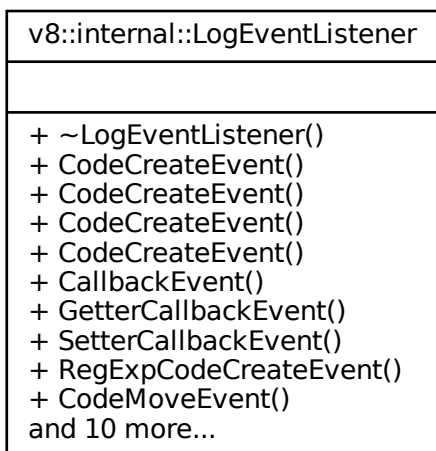 v8::internal::LogEventListener
+ ~LogEventListener()
+ CodeCreateEvent()
+ CodeCreateEvent()
+ CodeCreateEvent()
+ CodeCreateEvent()
+ CallbackEvent()
+ GetterCallbackEvent()
+ SetterCallbackEvent()
+ RegExpCodeCreateEvent()
+ CodeMoveEvent()
and 10 more...